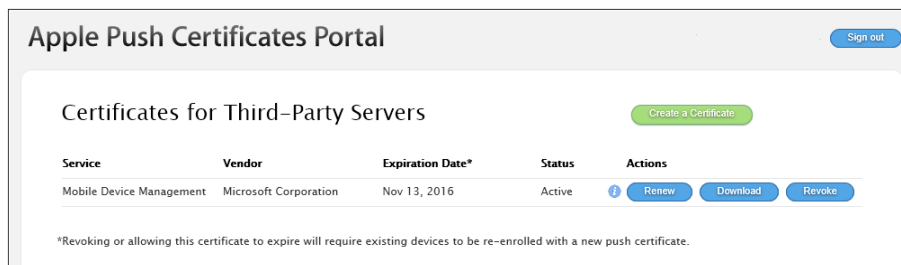 Apple Push Certificates Portal
Sign out
Certificates for Third-Party Servers
Create a Certificate
Service Vendor Expiration Date* Status Actions
Mobile Device Management Microsoft Corporation Nov 13, 2016 Active i Renew Download Revoke
*Revoking or allowing this certificate to expire will require existing devices to be re-enrolled with a new push certificate.